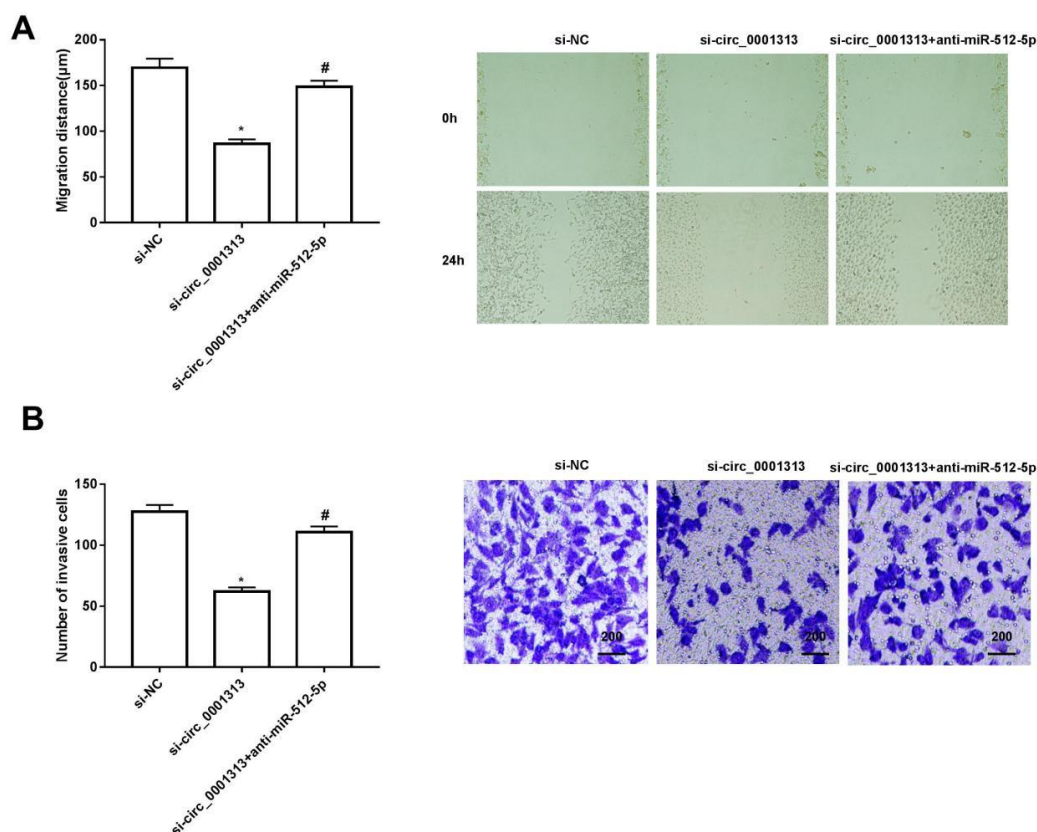 A
Migration distance(μm)
200
150
100
50
0
*
#
si-NC
si-circ_0001313
si-circ_0001313+anti-miR-512-5p
si-NC
si-circ_0001313
si-circ_0001313+anti-miR-512-5p
0h
24h
B
Number of invasive cells
150
100
50
0
*
#
si-NC
si-circ_0001313
si-circ_0001313+anti-miR-512-5p
si-NC
si-circ_0001313
si-circ_0001313+anti-miR-512-5p
200
200
200